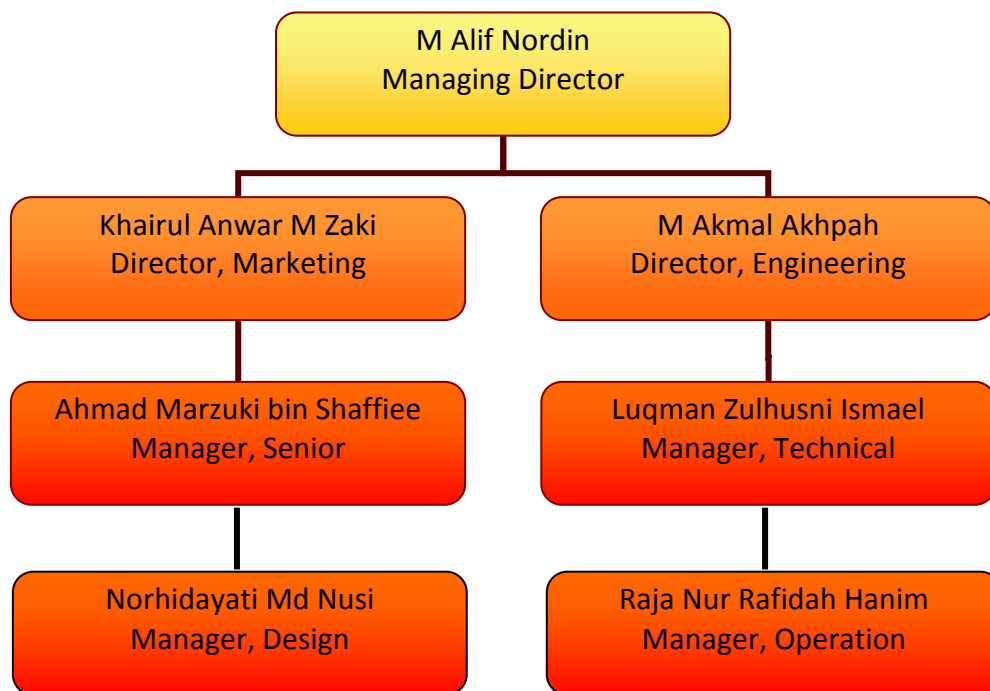 M Alif Nordin
Managing Director
Khairul Anwar M Zaki
Director, Marketing
M Akmal Akhpah
Director, Engineering
Ahmad Marzuki bin Shaffiee
Manager, Senior
Luqman Zulhusni Ismael
Manager, Technical
Norhidayati Md Nusi
Manager, Design
Raja Nur Rafidah Hanim
Manager, Operation